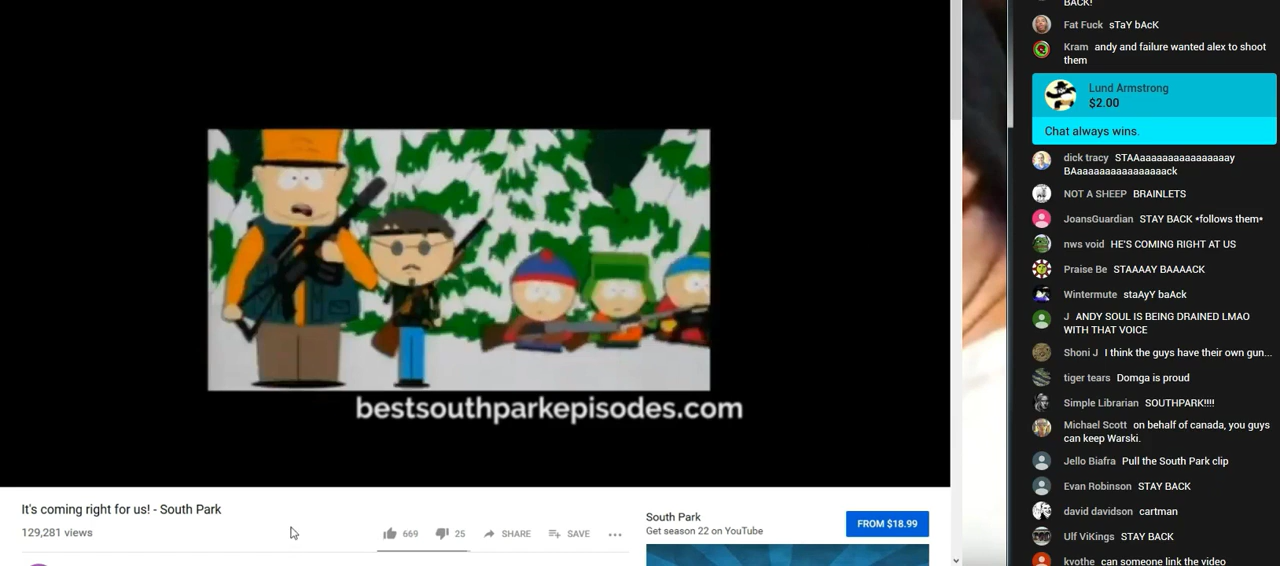 bestsouthparkepisodes.com
It's coming right for us! - South Park
129,281 views
669
25
SHARE
SAVE
South Park
Get season 22 on YouTube
FROM $18.99
BACK!
Fat Fuck sTaY bAcK
Kram andy and failure wanted alex to shoot
them
Lund Armstrong
$2.00
Chat always wins.
dick tracy STAAaaaaaaaaaaaaaaay
BAaaaaaaaaaaaaaaaack
NOT A SHEEP BRAINLETS
JoansGuardian STAY BACK *follows them*
nws void HE'S COMING RIGHT AT US
Praise Be STAAAAY BAAAACK
Wintermute staAyY baAck
J ANDY SOUL IS BEING DRAINED LMAO
WITH THAT VOICE
Shoni J I think the guys have their own gun...
tiger tears Domga is proud
Simple Librarian SOUTHPARK!!!!
Michael Scott on behalf of canada, you guys
can keep Warski.
Jello Biafra Pull the South Park clip
Evan Robinson STAY BACK
david davidson cartman
Ulf ViKings STAY BACK
kvothe can someone link the video